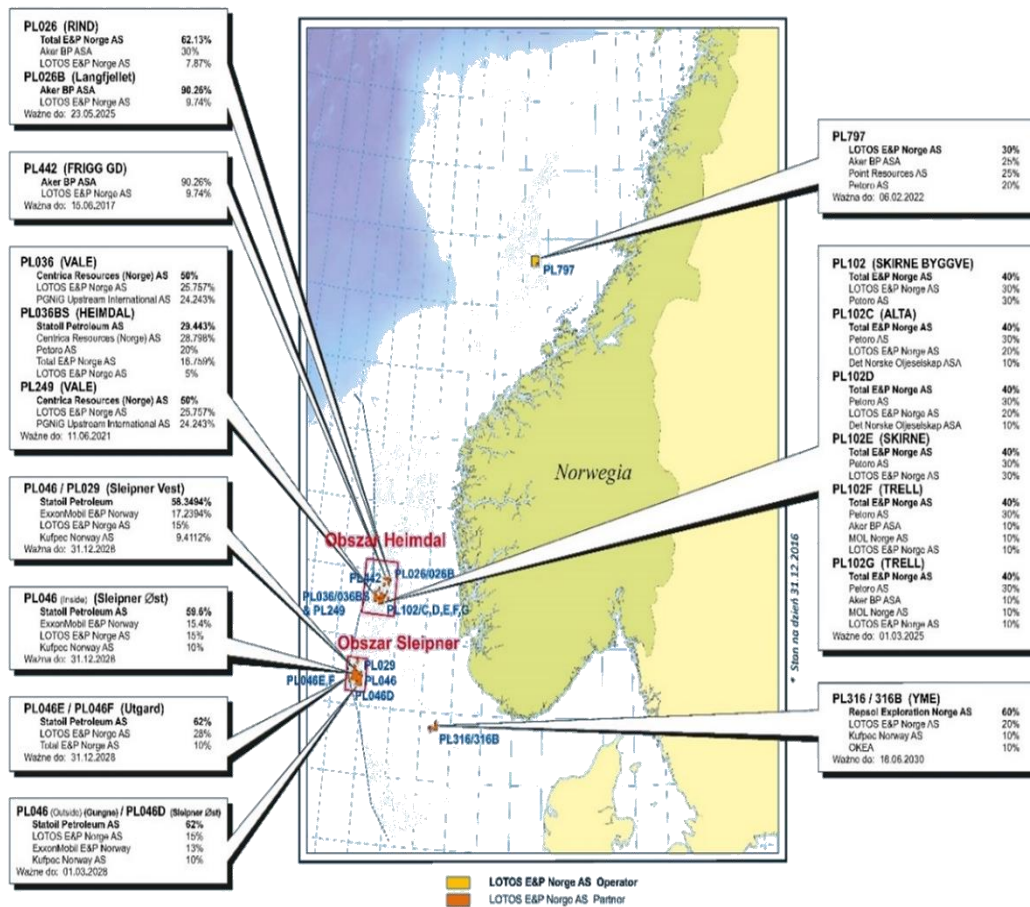 PL026 (RIND)
Total E&P Norge AS 62.13%
Aker BP ASA 30%
LOTOS E&P Norge AS 7.87%
PL026B (Langfjellet)
Aker BP ASA 90.26%
LOTOS E&P Norge AS 9.74%
Ważne do: 23.05.2025
PL442 (FRIGG GD)
Aker BP ASA 90.26%
LOTOS E&P Norge AS 9.74%
Ważna do: 15.06.2017
PL036 (VALE)
Centrica Resources (Norge) AS 50%
LOTOS E&P Norge AS 25.757%
PGNiG Upstream International AS 24.243%
PL036BS (HEIMDAL)
Statoil Petroleum AS 29.443%
Centrica Resources (Norge) AS 28.798%
Petoro AS 20%
Total E&P Norge AS 16.759%
LOTOS E&P Norge AS 5%
PL249 (VALE)
Centrica Resources (Norge) AS 50%
LOTOS E&P Norge AS 25.757%
PGNiG Upstream International AS 24.243%
Ważne do: 11.06.2021
PL046 / PL029 (Sleipner Vest)
Statoil Petroleum 58.3494%
ExxonMobil E&P Norway 17.2394%
LOTOS E&P Norge AS 15%
Kufpec Norway AS 9.4112%
Ważna do: 31.12.2028
PL046 (Inside) (Sleipner Øst)
Statoil Petroleum AS 59.6%
ExxonMobil E&P Norway 15.4%
LOTOS E&P Norge AS 15%
Kufpec Norway AS 10%
Ważna do: 31.12.2028
PL046E / PL046F (Utgard)
Statoil Petroleum AS 62%
LOTOS E&P Norge AS 28%
Total E&P Norge AS 10%
Ważne do: 31.12.2028
PL046 (Outside) (Gungne) / PL046D (Sleipner Øst)
Statoil Petroleum AS 62%
LOTOS E&P Norge AS 15%
ExxonMobil E&P Norway 13%
Kufpec Norway AS 10%
Ważne do: 01.03.2028
PL797
Norwegia
Obszar Heimdal
PL442
PL026/026B
PL036/036BS
& PL249
PL102/C,D,E,F,G
Obszar Sleipner
PL029
PL046E,F
PL046
PL046D
PL316/316B
* Stan na dzień 31.12.2016
PL797
LOTOS E&P Norge AS 30%
Aker BP ASA 25%
Point Resources AS 25%
Petoro AS 20%
Ważna do: 06.02.2022
PL102 (SKIRNE BYGGVE)
Total E&P Norge AS 40%
LOTOS E&P Norge AS 30%
Petoro AS 30%
PL102C (ALTA)
Total E&P Norge AS 40%
Petoro AS 30%
LOTOS E&P Norge AS 20%
Det Norske Oljeselskap ASA 10%
PL102D
Total E&P Norge AS 40%
Petoro AS 30%
LOTOS E&P Norge AS 20%
Det Norske Oljeselskap ASA 10%
PL102E (SKIRNE)
Total E&P Norge AS 40%
Petoro AS 30%
LOTOS E&P Norge AS 30%
PL102F (TRELL)
Total E&P Norge AS 40%
Petoro AS 30%
Aker BP ASA 10%
MOL Norge AS 10%
LOTOS E&P Norge AS 10%
PL102G (TRELL)
Total E&P Norge AS 40%
Petoro AS 30%
Aker BP ASA 10%
MOL Norge AS 10%
LOTOS E&P Norge AS 10%
Ważne do: 01.03.2025
PL316 / 316B (YME)
Repsol Exploration Norge AS 60%
LOTOS E&P Norge AS 20%
Kufpec Norway AS 10%
OKEA 10%
Ważno do: 18.06.2030
LOTOS E&P Norge AS Operator
LOTOS E&P Norge AS Partner